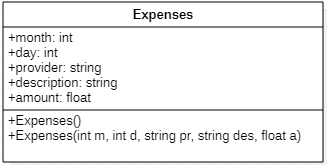 Expenses
+month: int
+day: int
+provider: string
+description: string
+amount: float
+Expenses()
+Expenses(int m, int d, string pr, string des, float a)